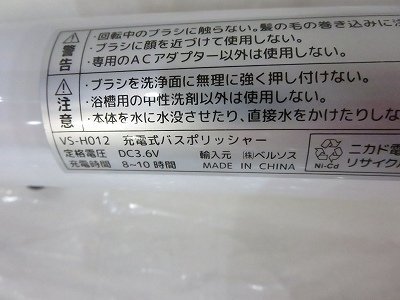 警告
・回転中のブラシに触らない。髪の毛の巻き込みに
・ブラシに顔を近づけて使用しない。
・専用のACアダプター以外は使用しない。
注意
・ブラシを洗浄面に無理に強く押し付けない。
・浴槽用の中性洗剤以外は使用しない。
・本体を水に水没させたり、直接水をかけたりしな
VS-H012 充電式バスポリッシャー
定格電圧 DC3.6V 輸入元 ㈱ベルソス
充電時間 8~10時間 MADE IN CHINA
Ni-Cd
ニカド電
リサイクル